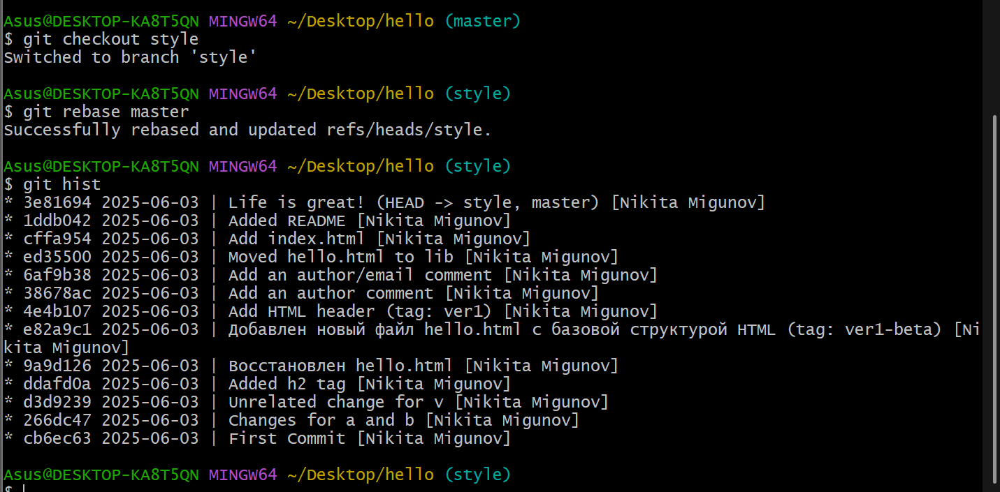 Asus@DESKTOP-KA8T5QN MINGW64 ~/Desktop/hello (master)
$ git checkout style
Switched to branch 'style'
Asus@DESKTOP-KA8T5QN MINGW64 ~/Desktop/hello (style)
$ git rebase master
Successfully rebased and updated refs/heads/style.
Asus@DESKTOP-KA8T5QN MINGW64 ~/Desktop/hello (style)
$ git hist
* 3e81694 2025-06-03 | Life is great! (HEAD -> style, master) [Nikita Migunov]
* 1ddb042 2025-06-03 | Added README [Nikita Migunov]
* cffa954 2025-06-03 | Add index.html [Nikita Migunov]
* ed35500 2025-06-03 | Moved hello.html to lib [Nikita Migunov]
* 6af9b38 2025-06-03 | Add an author/email comment [Nikita Migunov]
* 38678ac 2025-06-03 | Add an author comment [Nikita Migunov]
* 4e4b107 2025-06-03 | Add HTML header (tag: ver1) [Nikita Migunov]
* e82a9c1 2025-06-03 | Добавлен новый файл hello.html с базовой структурой HTML (tag: ver1-beta) [Ni
kita Migunov]
* 9a9d126 2025-06-03 | Восстановлен hello.html [Nikita Migunov]
* ddafd0a 2025-06-03 | Added h2 tag [Nikita Migunov]
* d3d9239 2025-06-03 | Unrelated change for v [Nikita Migunov]
* 266dc47 2025-06-03 | Changes for a and b [Nikita Migunov]
* cb6ec63 2025-06-03 | First Commit [Nikita Migunov]
Asus@DESKTOP-KA8T5QN MINGW64 ~/Desktop/hello (style)
$